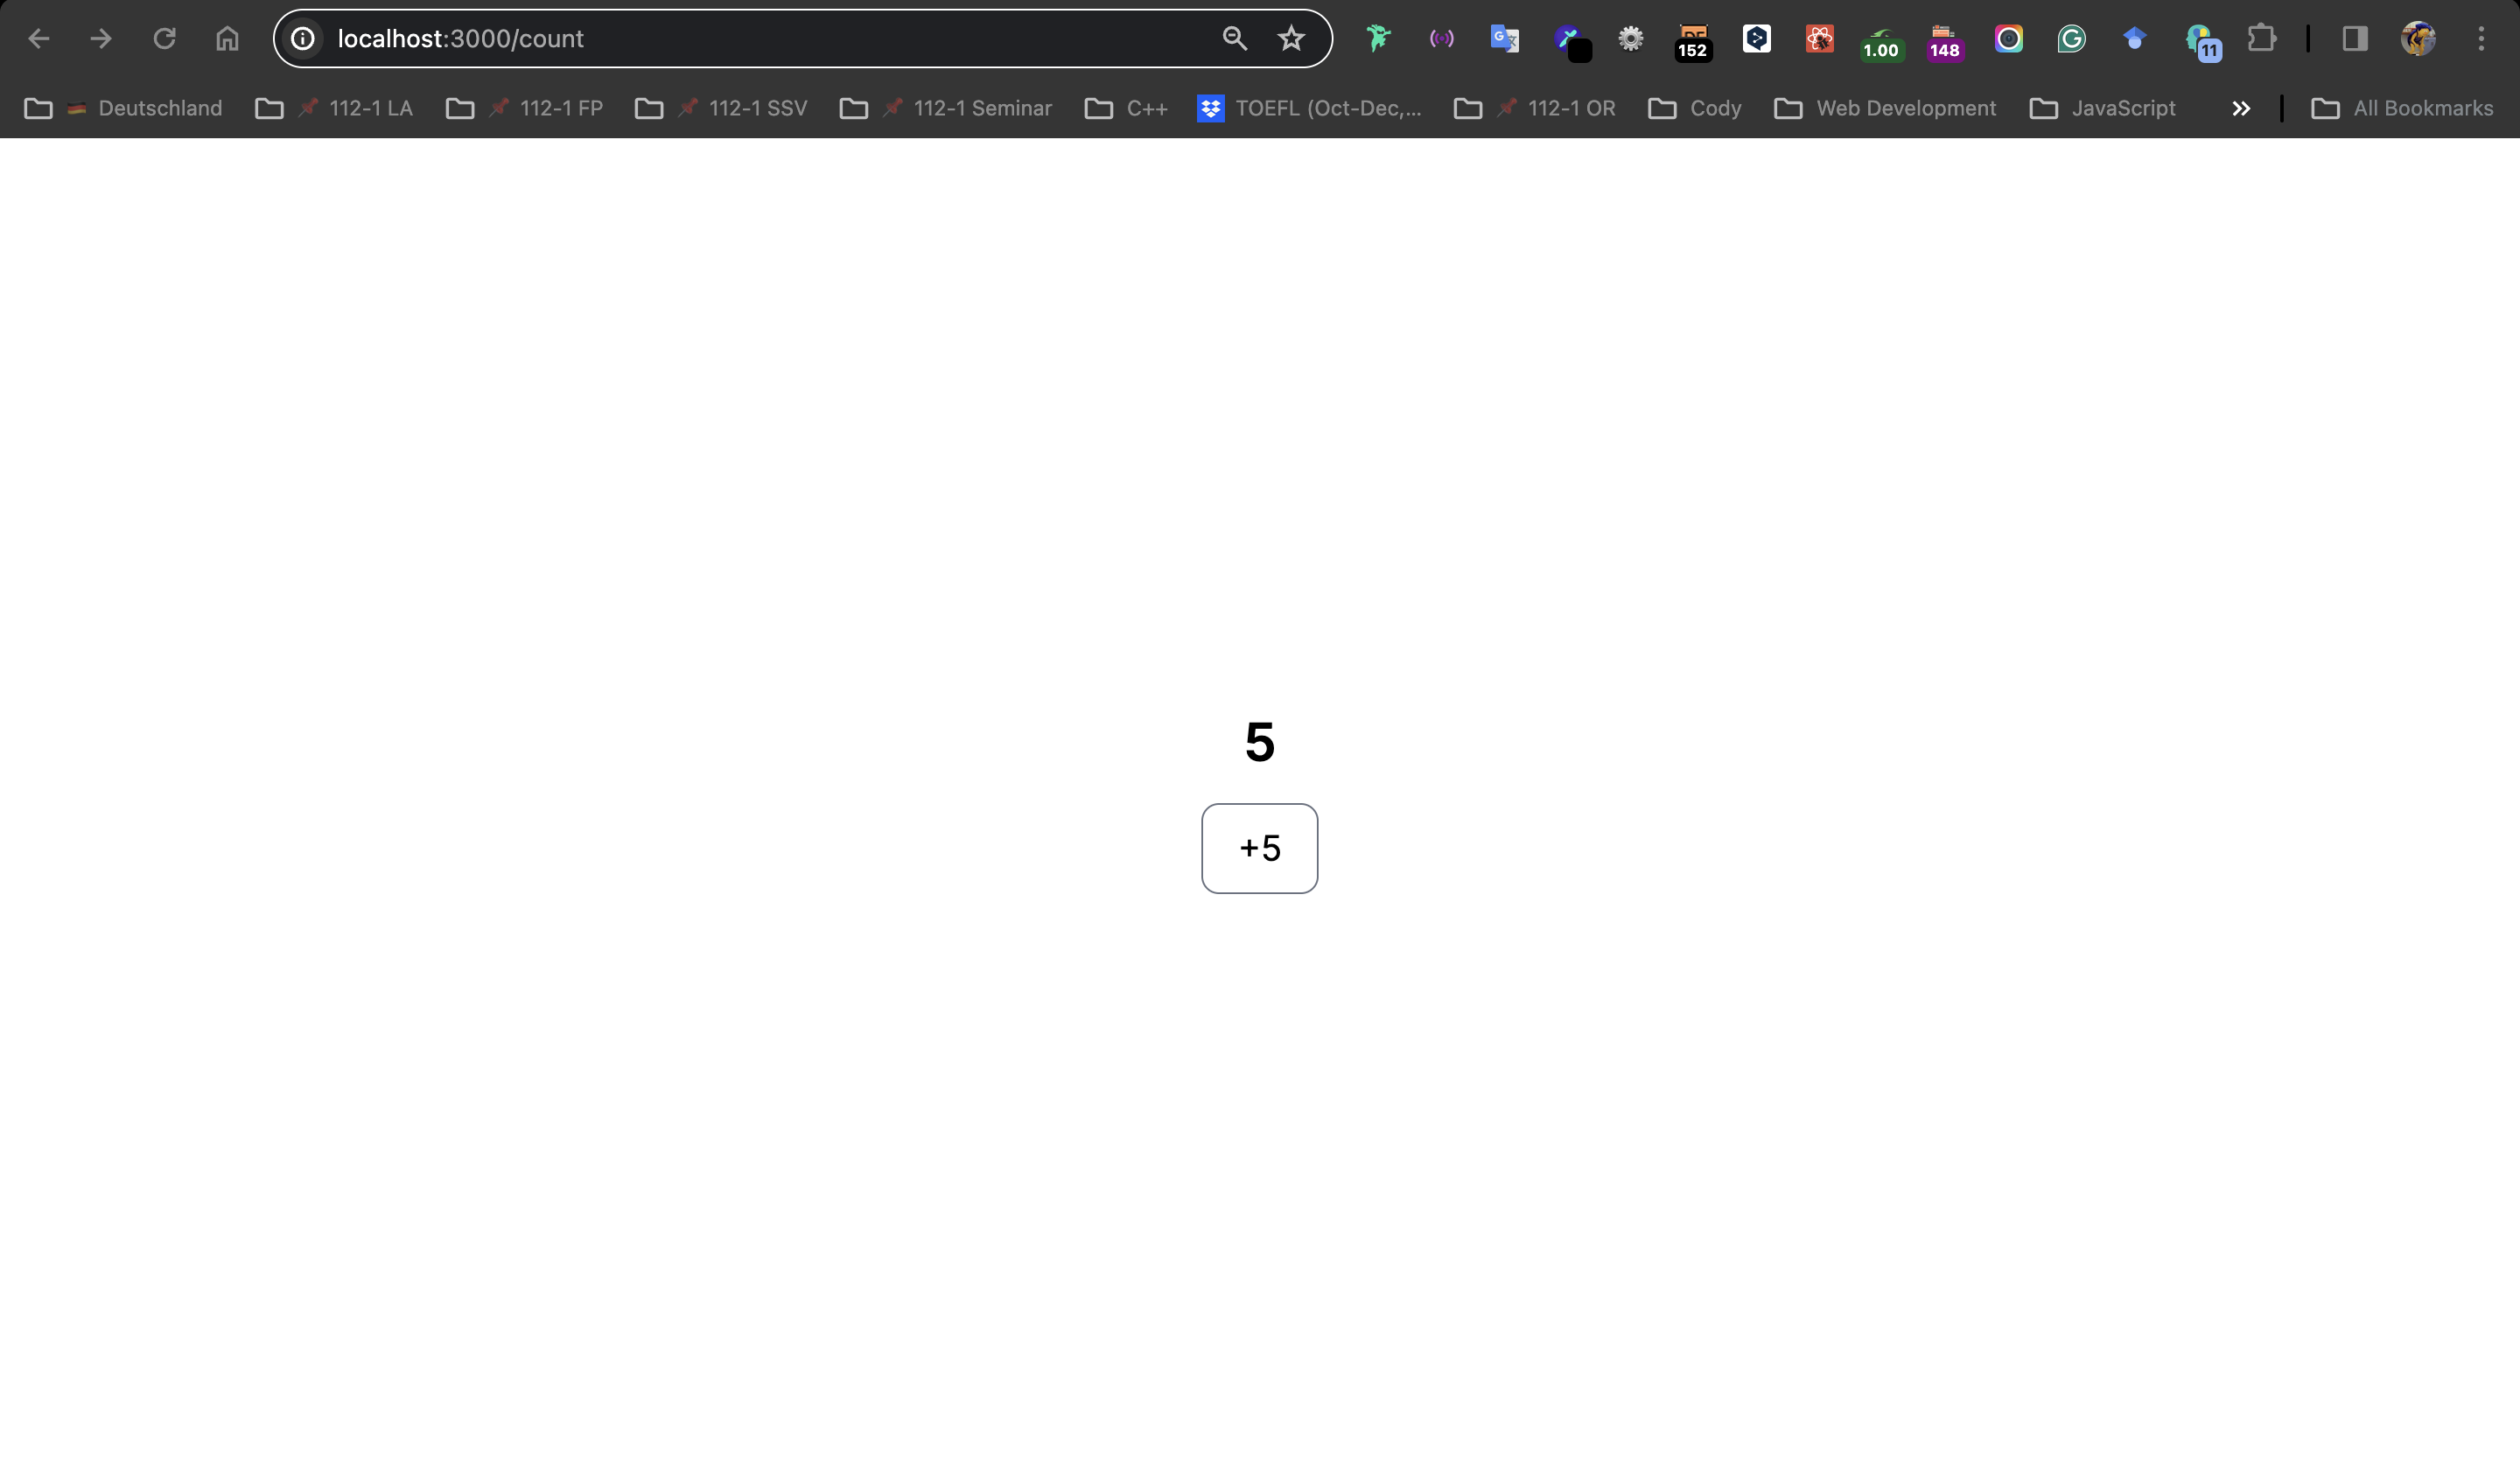 localhost:3000/count
152
1.00
148
11
Deutschland
112-1 LA
112-1 FP
112-1 SSV
112-1 Seminar
C++
TOEFL (Oct-Dec,...
112-1 OR
Cody
Web Development
JavaScript
All Bookmarks
5
+5